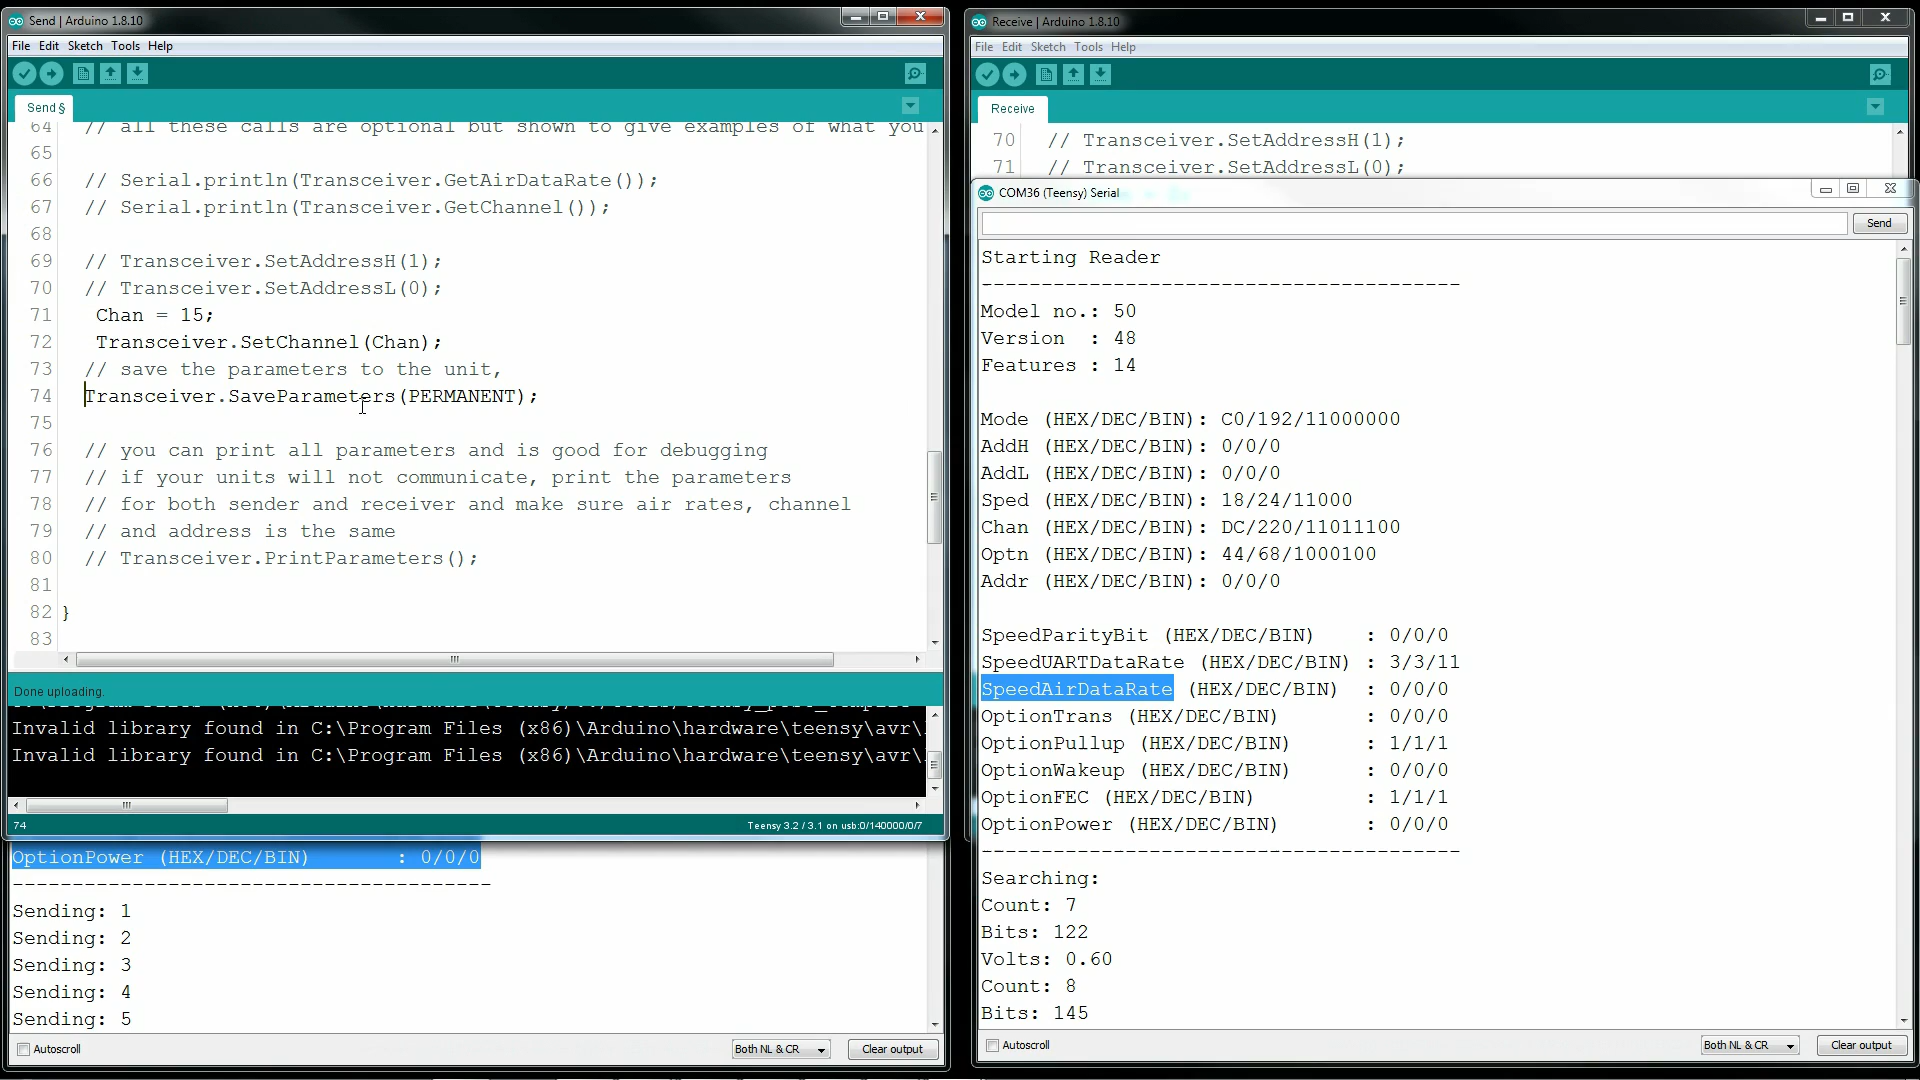 Send | Arduino 1.8.10
File Edit Sketch Tools Help
Send §
64 // all these calls are optional but shown to give examples of what you
65
66 // Serial.println(Transceiver.GetAirDataRate());
67 // Serial.println(Transceiver.GetChannel());
68
69 // Transceiver.SetAddressH(1);
70 // Transceiver.SetAddressL(0);
71 Chan = 15;
72 Transceiver.SetChannel(Chan);
73 // save the parameters to the unit,
74 Transceiver.SaveParameters(PERMANENT);
75
76 // you can print all parameters and is good for debugging
77 // if your units will not communicate, print the parameters
78 // for both sender and receiver and make sure air rates, channel
79 // and address is the same
80 // Transceiver.PrintParameters();
81
82 }
83
Done uploading.
Invalid library found in C:\Program Files (x86)\Arduino\hardware\teensy\avr\
Invalid library found in C:\Program Files (x86)\Arduino\hardware\teensy\avr\
74 Teensy 3.2 / 3.1 on usb:0/140000/0/7
OptionPower (HEX/DEC/BIN) : 0/0/0
-----------------------------------------
Sending: 1
Sending: 2
Sending: 3
Sending: 4
Sending: 5
Autoscroll Both NL & CR Clear output
Receive | Arduino 1.8.10
File Edit Sketch Tools Help
Receive
70 // Transceiver.SetAddressH(1);
71 // Transceiver.SetAddressL(0);
COM36 (Teensy) Serial
Send
Starting Reader
----------------------------------------
Model no.: 50
Version : 48
Features : 14
Mode (HEX/DEC/BIN): C0/192/11000000
AddH (HEX/DEC/BIN): 0/0/0
AddL (HEX/DEC/BIN): 0/0/0
Sped (HEX/DEC/BIN): 18/24/11000
Chan (HEX/DEC/BIN): DC/220/11011100
Optn (HEX/DEC/BIN): 44/68/1000100
Addr (HEX/DEC/BIN): 0/0/0
SpeedParityBit (HEX/DEC/BIN) : 0/0/0
SpeedUARTDataRate (HEX/DEC/BIN) : 3/3/11
SpeedAirDataRate (HEX/DEC/BIN) : 0/0/0
OptionTrans (HEX/DEC/BIN) : 0/0/0
OptionPullup (HEX/DEC/BIN) : 1/1/1
OptionWakeup (HEX/DEC/BIN) : 0/0/0
OptionFEC (HEX/DEC/BIN) : 1/1/1
OptionPower (HEX/DEC/BIN) : 0/0/0
----------------------------------------
Searching:
Count: 7
Bits: 122
Volts: 0.60
Count: 8
Bits: 145
Autoscroll Both NL & CR Clear output